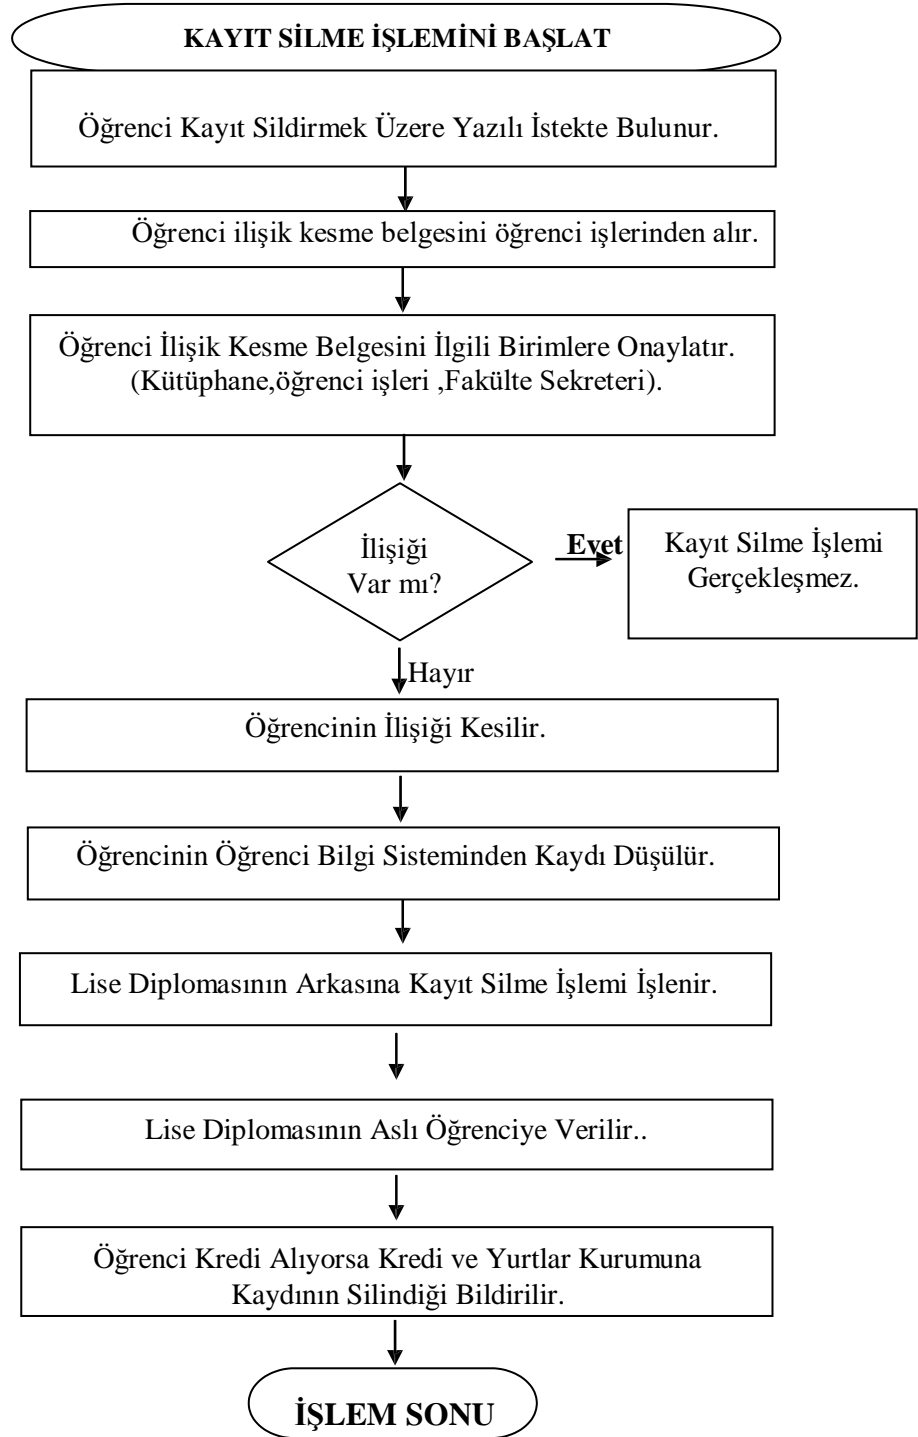 KAYIT SİLME İŞLEMİNİ BAŞLAT
Öğrenci Kayıt Sildirmek Üzere Yazılı İstekte Bulunur.
Öğrenci ilişik kesme belgesini öğrenci işlerinden alır.
Öğrenci İlişik Kesme Belgesini İlgili Birimlere Onaylatır.
(Kütüphane,öğrenci işleri ,Fakülte Sekreteri).
İlişiği
Var mı?
Evet
Kayıt Silme İşlemi
Gerçekleşmez.
Hayır
Öğrencinin İlişiği Kesilir.
Öğrencinin Öğrenci Bilgi Sisteminden Kaydı Düşülür.
Lise Diplomasının Arkasına Kayıt Silme İşlemi İşlenir.
Lise Diplomasının Aslı Öğrenciye Verilir..
Öğrenci Kredi Alıyorsa Kredi ve Yurtlar Kurumuna
Kaydının Silindiği Bildirilir.
İŞLEM SONU